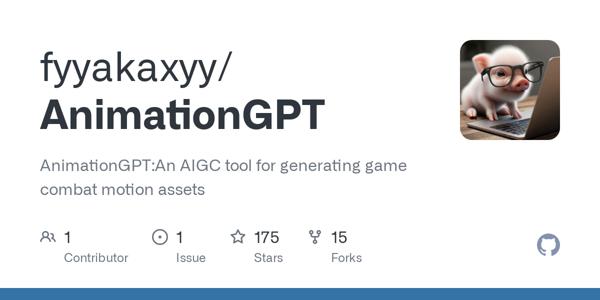 fyyakaxyy/
AnimationGPT
AnimationGPT:An AIGC tool for generating game
combat motion assets
1
Contributor
1
Issue
175
Stars
15
Forks